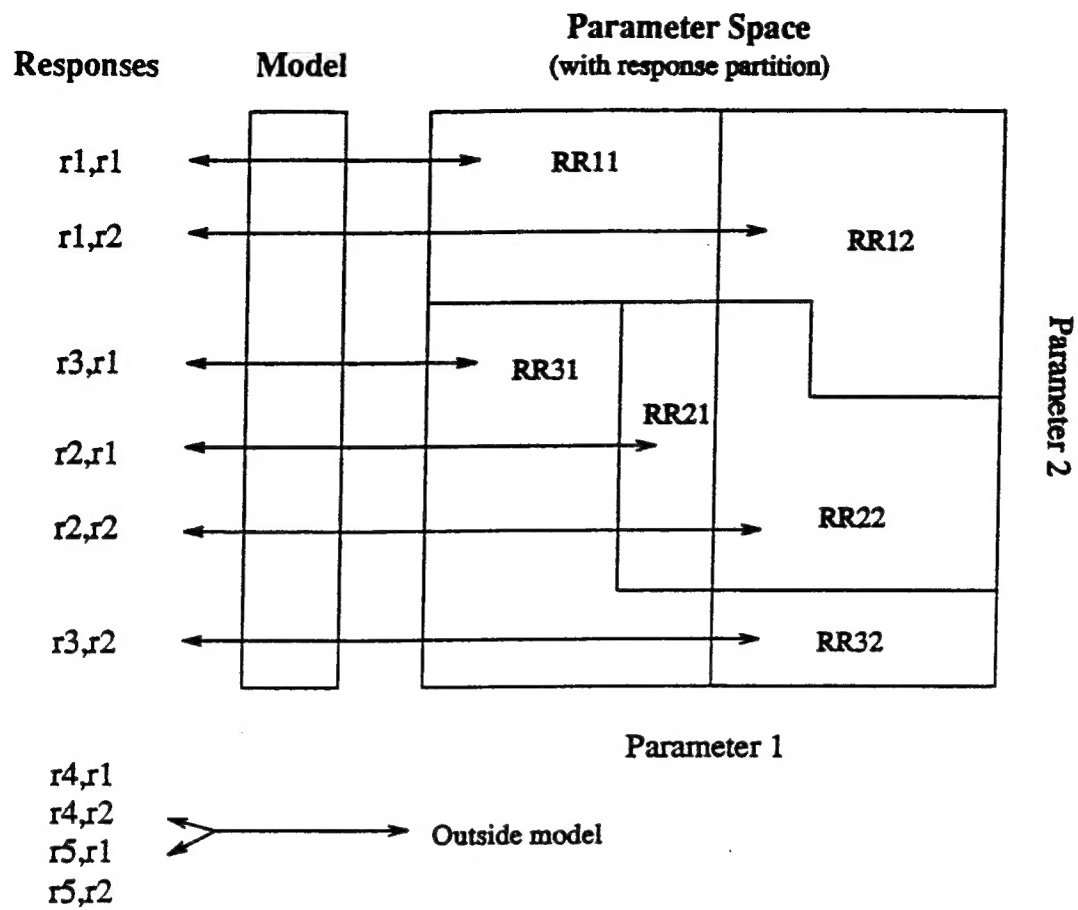 Parameter Space
Responses Model (with response partition)
r1,r1 RR11
r1,r2 RR12
r3,r1 RR31
RR21
r2,r1
r2,r2 RR22
r3,r2 RR32
Parameter 2
Parameter 1
r4,r1
r4,r2
Outside model
r5,r1
r5,r2